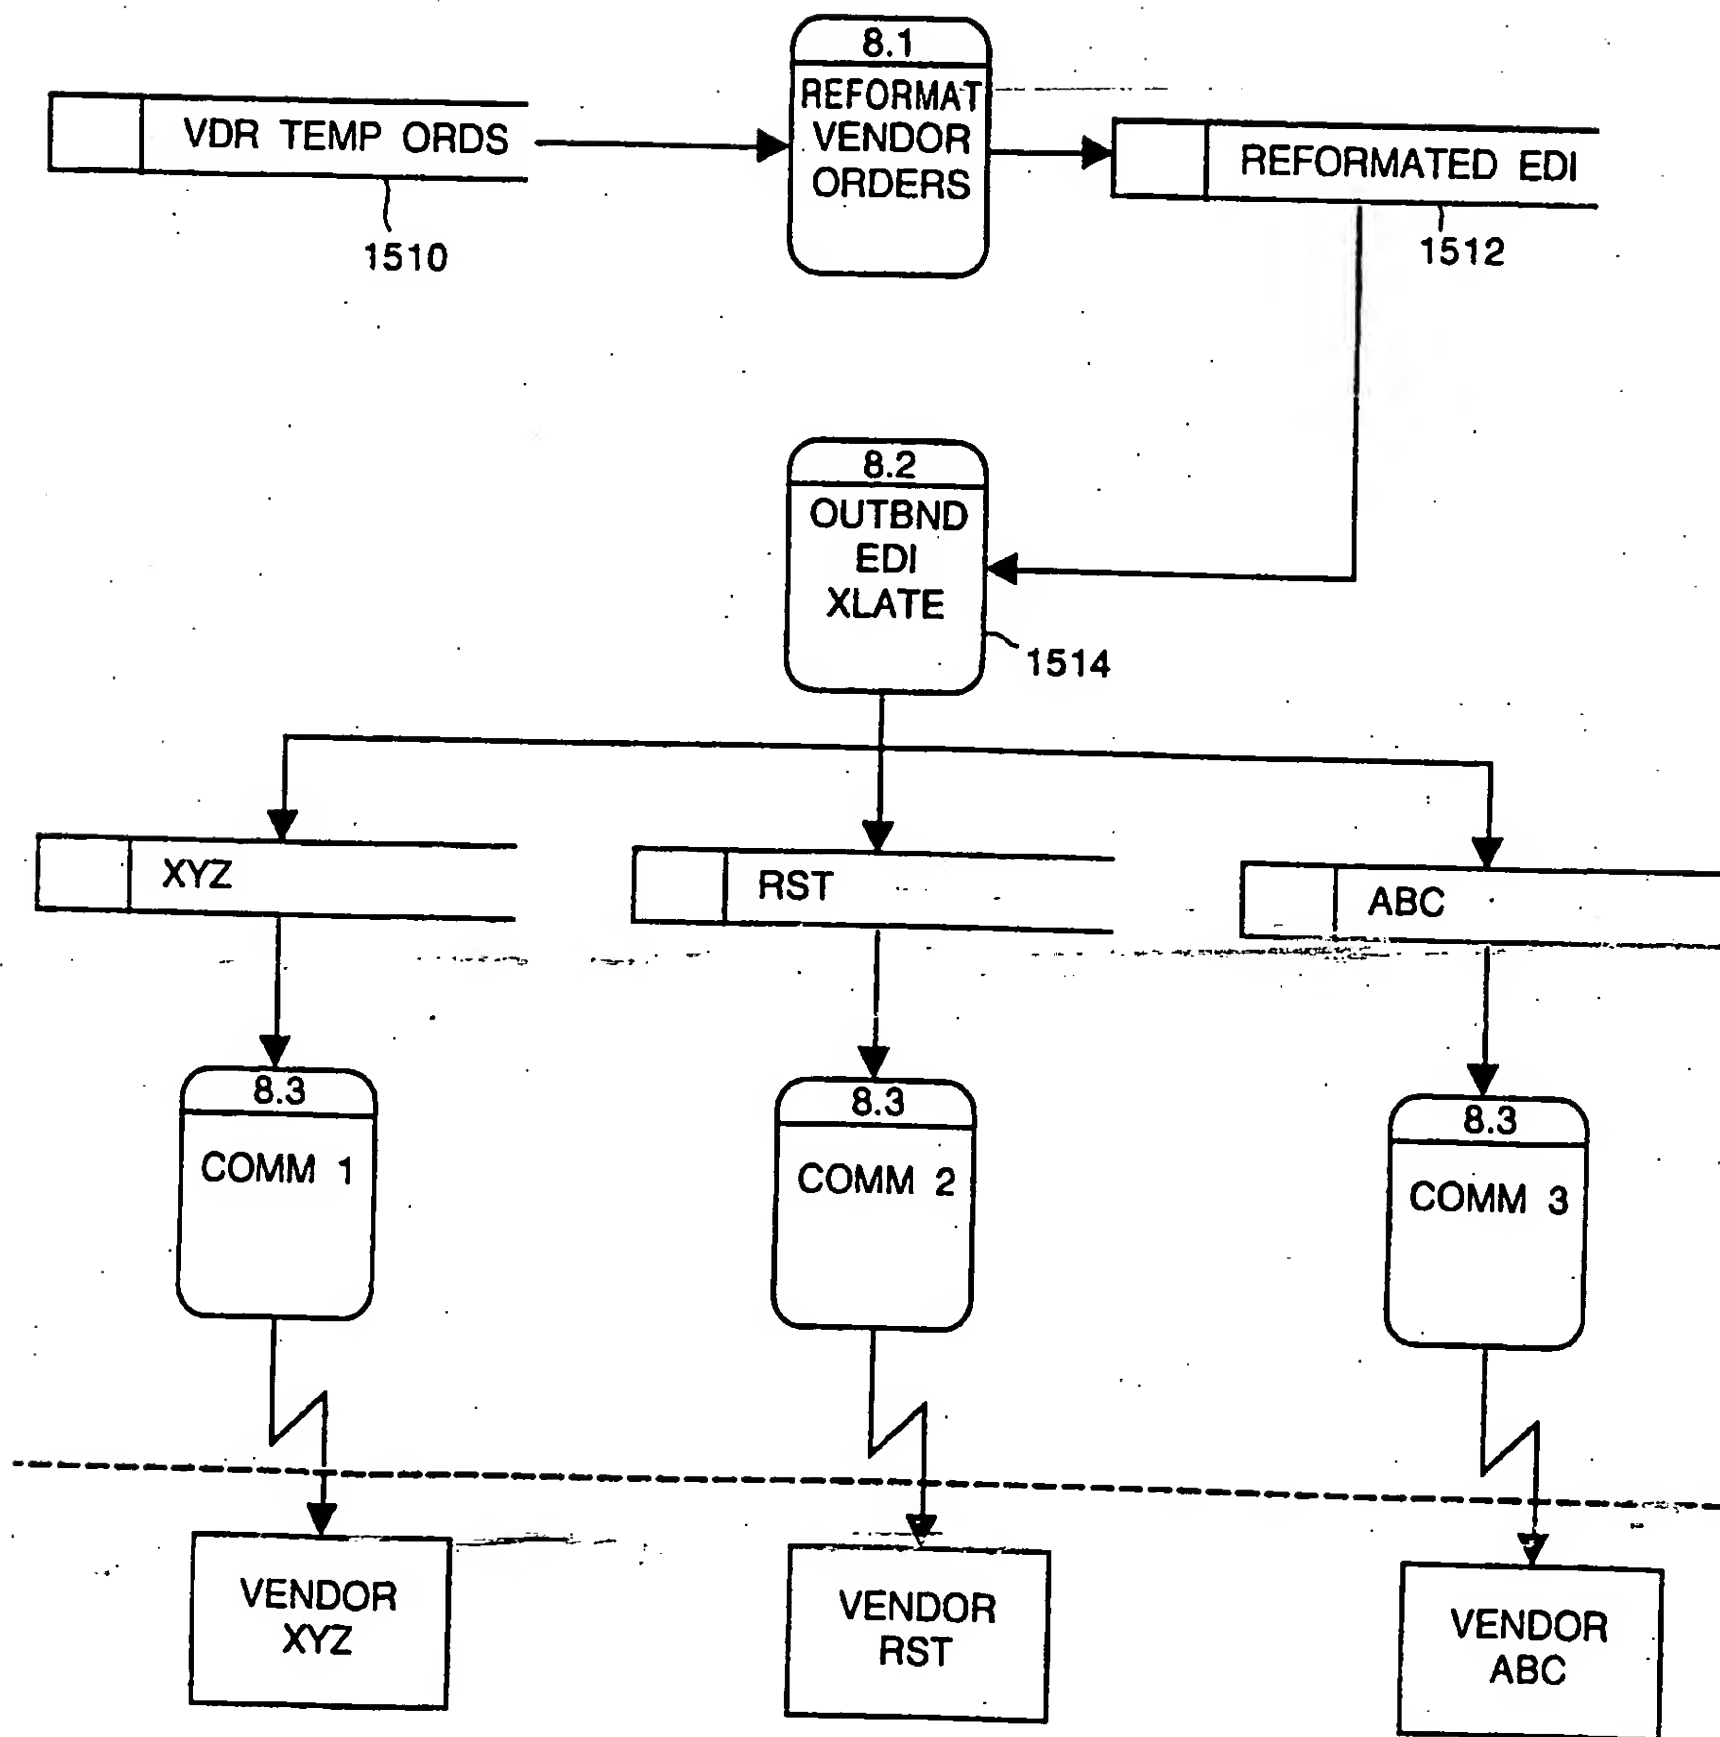 8.1
REFORMAT
VENDOR
ORDERS
VDR TEMP ORDS
1510
REFORMATED EDI
1512
8.2
OUTBND
EDI
XLATE
1514
XYZ
RST
ABC
8.3
COMM 1
8.3
COMM 2
8.3
COMM 3
VENDOR
XYZ
VENDOR
RST
VENDOR
ABC